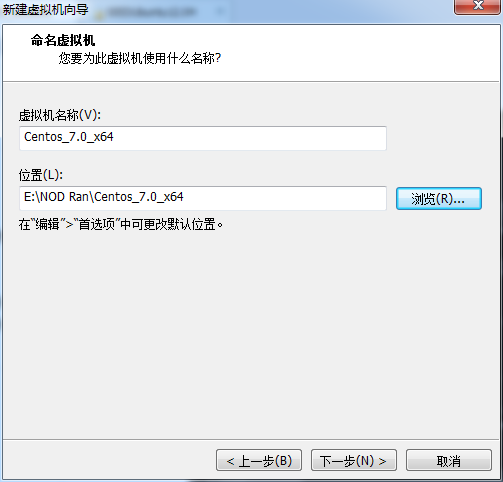 新建虚拟机向导
命名虚拟机
您要为此虚拟机使用什么名称?
虚拟机名称(V):
Centos_7.0_x64
位置(L):
E:\NOD Ran\Centos_7.0_x64
浏览(R)...
在“编辑”>“首选项”中可更改默认位置。
< 上一步(B)
下一步(N) >
取消